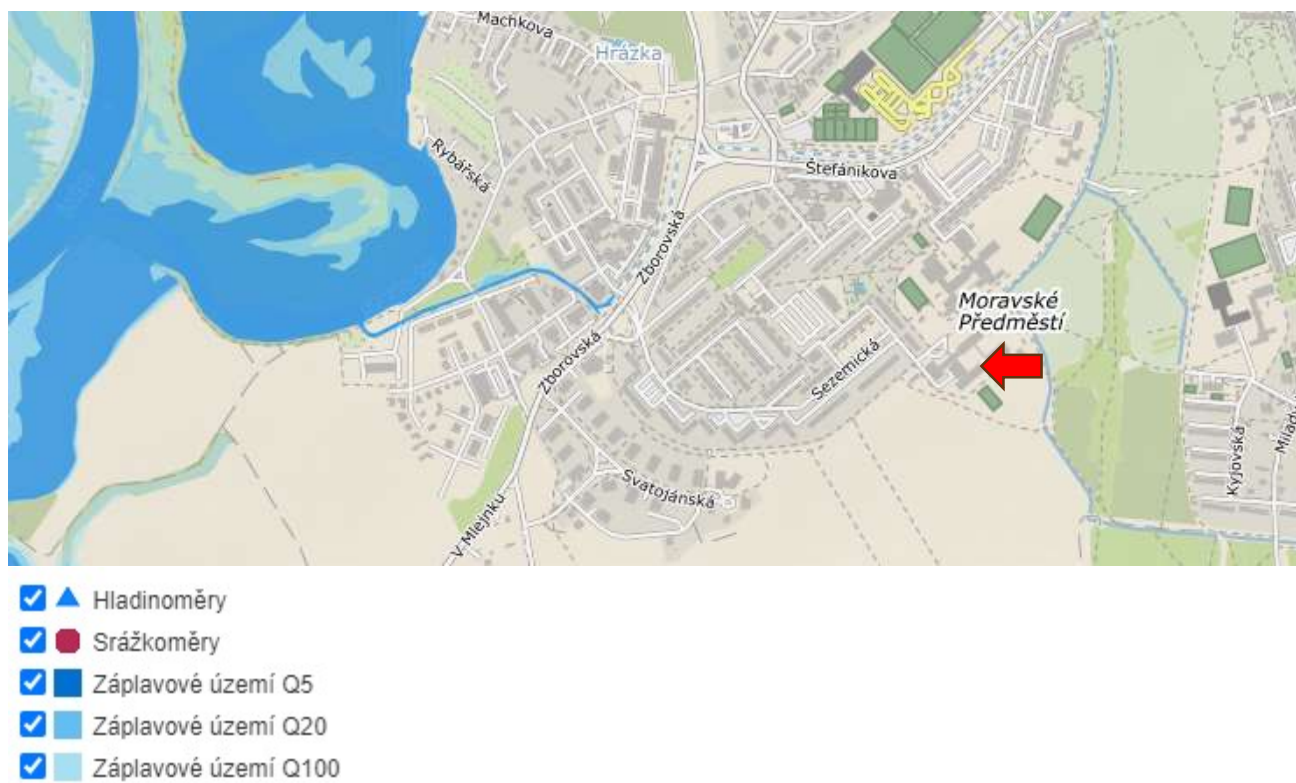 Machkova
Hrázka
Rybářská
Štefánikova
Zborovská
Moravské
Předměstí
Zborovská
Sezemická
Kyjovská
Milady
Svatojánská
V Mlejnku
Hladinoměry
Srážkoměry
Záplavové území Q5
Záplavové území Q20
Záplavové území Q100